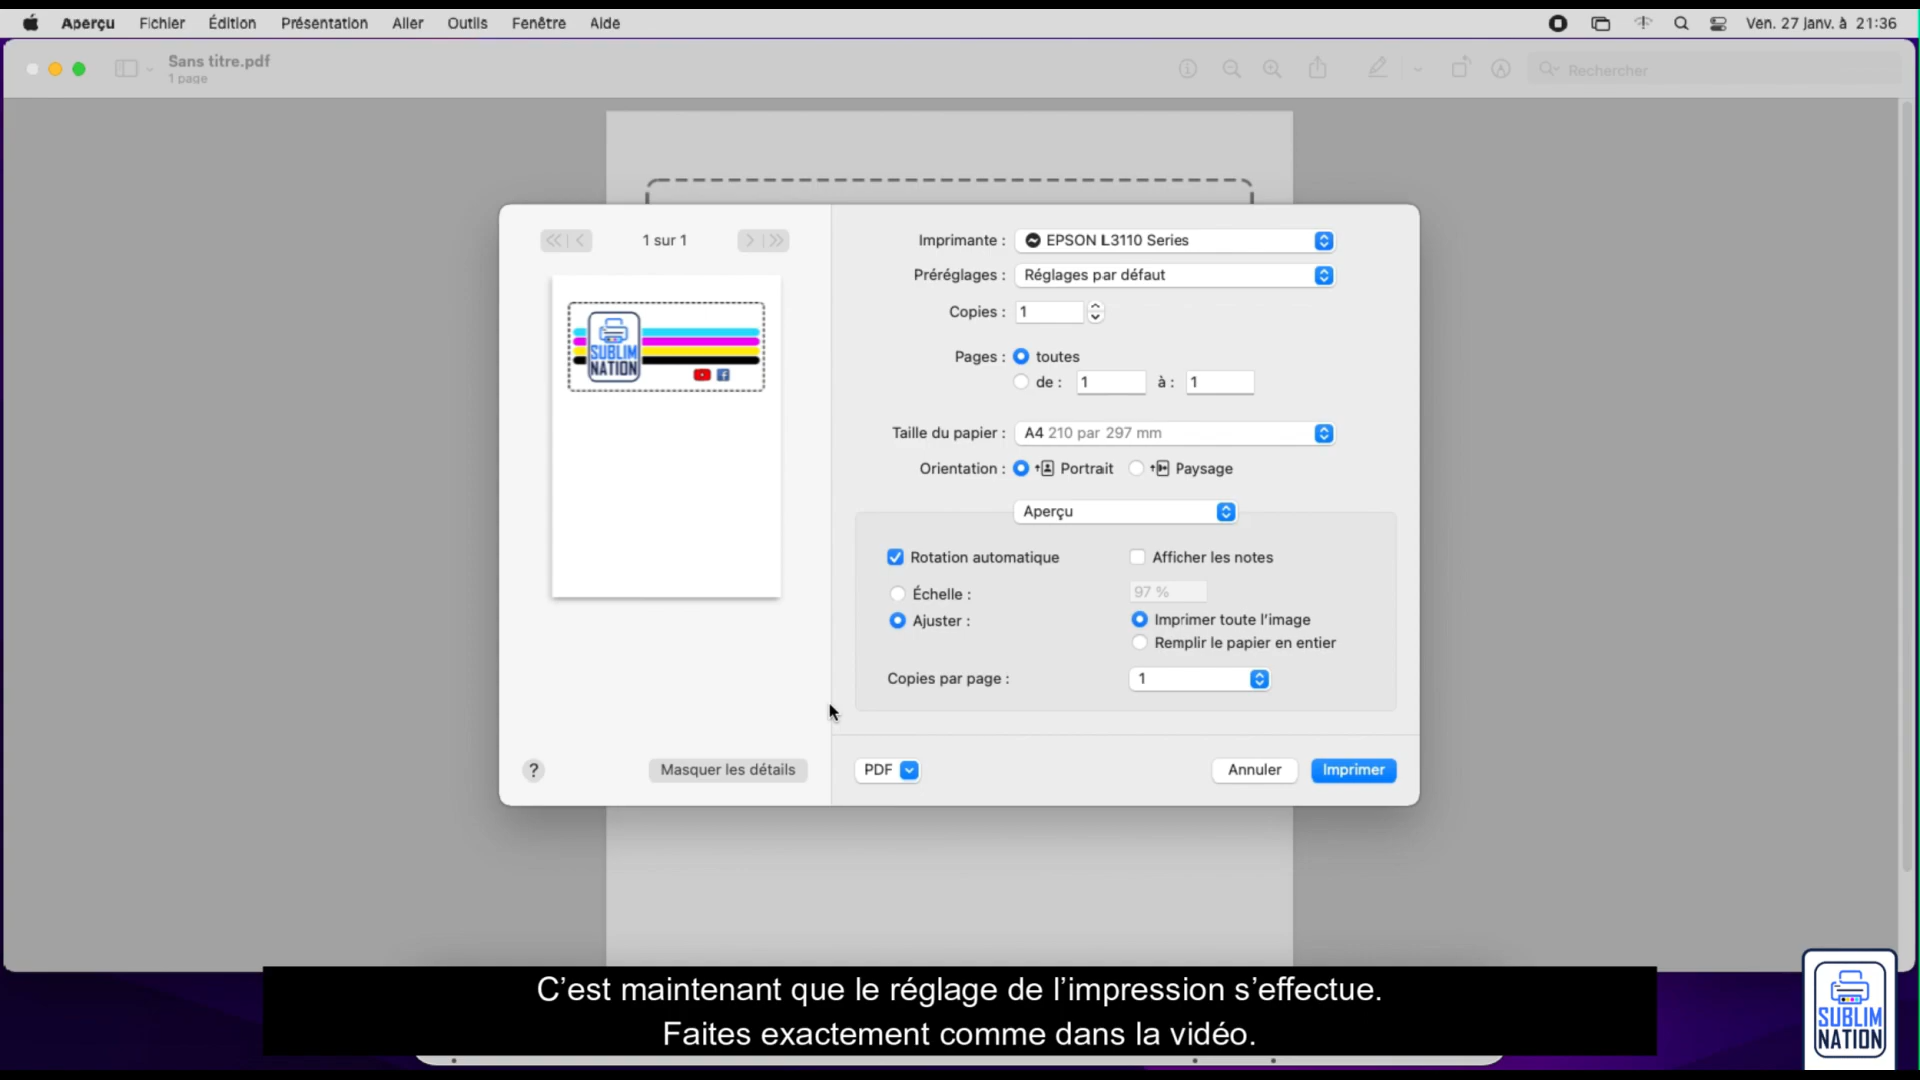 Aperçu Fichier Édition Présentation Aller Outils Fenêtre Aide Ven. 27 janv. à 21:36
Sans titre.pdf
1 page
Rechercher
1 sur 1
SUBLIM
NATION
Imprimante : EPSON L3110 Series
Préréglages : Réglages par défaut
Copies : 1
Pages : toutes
de : 1 à : 1
Taille du papier : A4 210 par 297 mm
Orientation : Portrait Paysage
Aperçu
Rotation automatique Afficher les notes
Échelle : 97 %
Ajuster : Imprimer toute l'image
Remplir le papier en entier
Copies par page : 1
? Masquer les détails PDF Annuler Imprimer
C'est maintenant que le réglage de l'impression s'effectue.
Faites exactement comme dans la vidéo.
SUBLIM
NATION